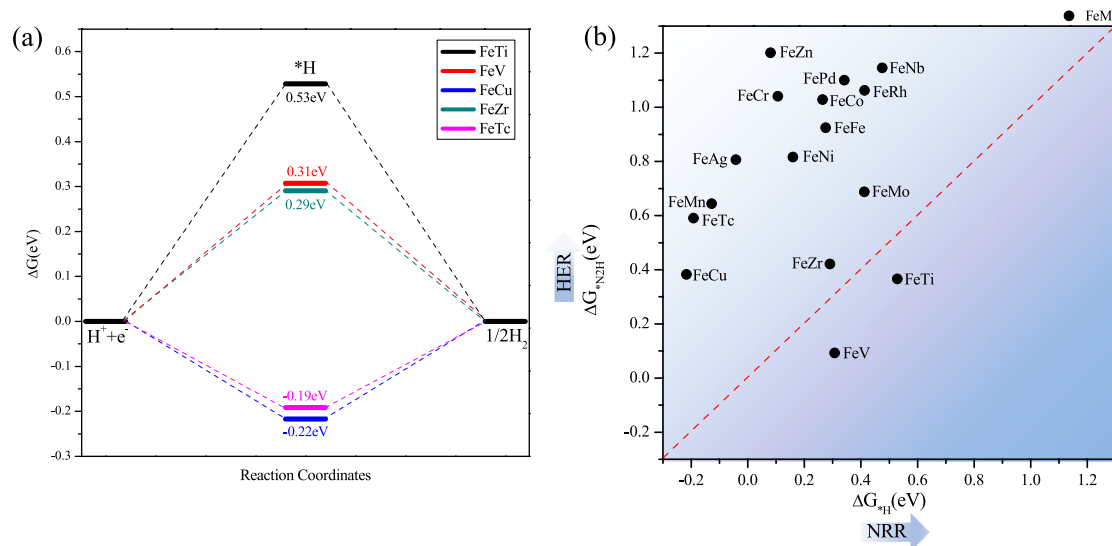 (a)
0.6
0.5
0.4
0.3
0.2
0.1
0.0
-0.1
-0.2
-0.3
ΔG(eV)
*H
0.53eV
0.31eV
0.29eV
-0.19eV
-0.22eV
H⁺+e⁻
1/2H₂
FeTi
FeV
FeCu
FeZr
FeTc
Reaction Coordinates
(b)
FeM
1.2
1.0
0.8
0.6
0.4
0.2
0.0
-0.2
HER
ΔG*N2H(eV)
FeZn
FeNb
FePd
FeRh
FeCr
FeCo
FeFe
FeAg
FeNi
FeMo
FeMn
FeTc
FeZr
FeCu
FeTi
FeV
-0.2 0.0 0.2 0.4 0.6 0.8 1.0 1.2
ΔG*H(eV)
NRR